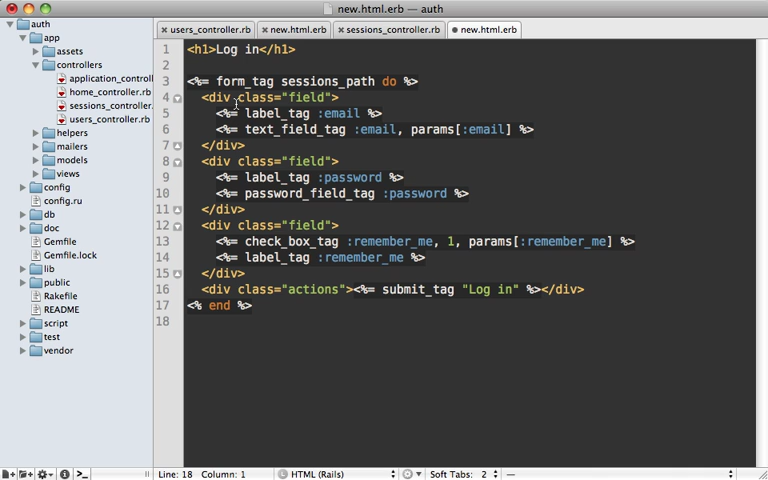 new.html.erb — auth
auth
app
assets
controllers
application_controll
home_controller.rb
sessions_controller.
users_controller.rb
helpers
mailers
models
views
config
config.ru
db
doc
Gemfile
Gemfile.lock
lib
public
Rakefile
README
script
test
vendor
users_controller.rb new.html.erb sessions_controller.rb new.html.erb
1 <h1>Log in</h1>
2
3 <%= form_tag sessions_path do %>
4 <div class="field">
5 <%= label_tag :email %>
6 <%= text_field_tag :email, params[:email] %>
7 </div>
8 <div class="field">
9 <%= label_tag :password %>
10 <%= password_field_tag :password %>
11 </div>
12 <div class="field">
13 <%= check_box_tag :remember_me, 1, params[:remember_me] %>
14 <%= label_tag :remember_me %>
15 </div>
16 <div class="actions"><%= submit_tag "Log in" %></div>
17 <% end %>
18
Line: 18 Column: 1 L HTML (Rails) Soft Tabs: 2 —